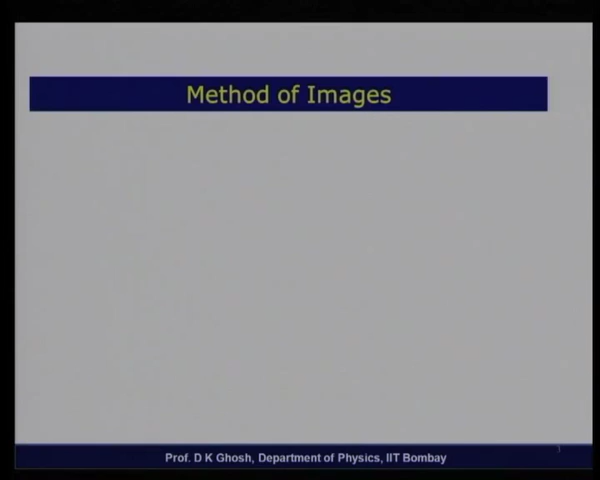 Method of Images
Prof. D K Ghosh, Department of Physics, IIT Bombay